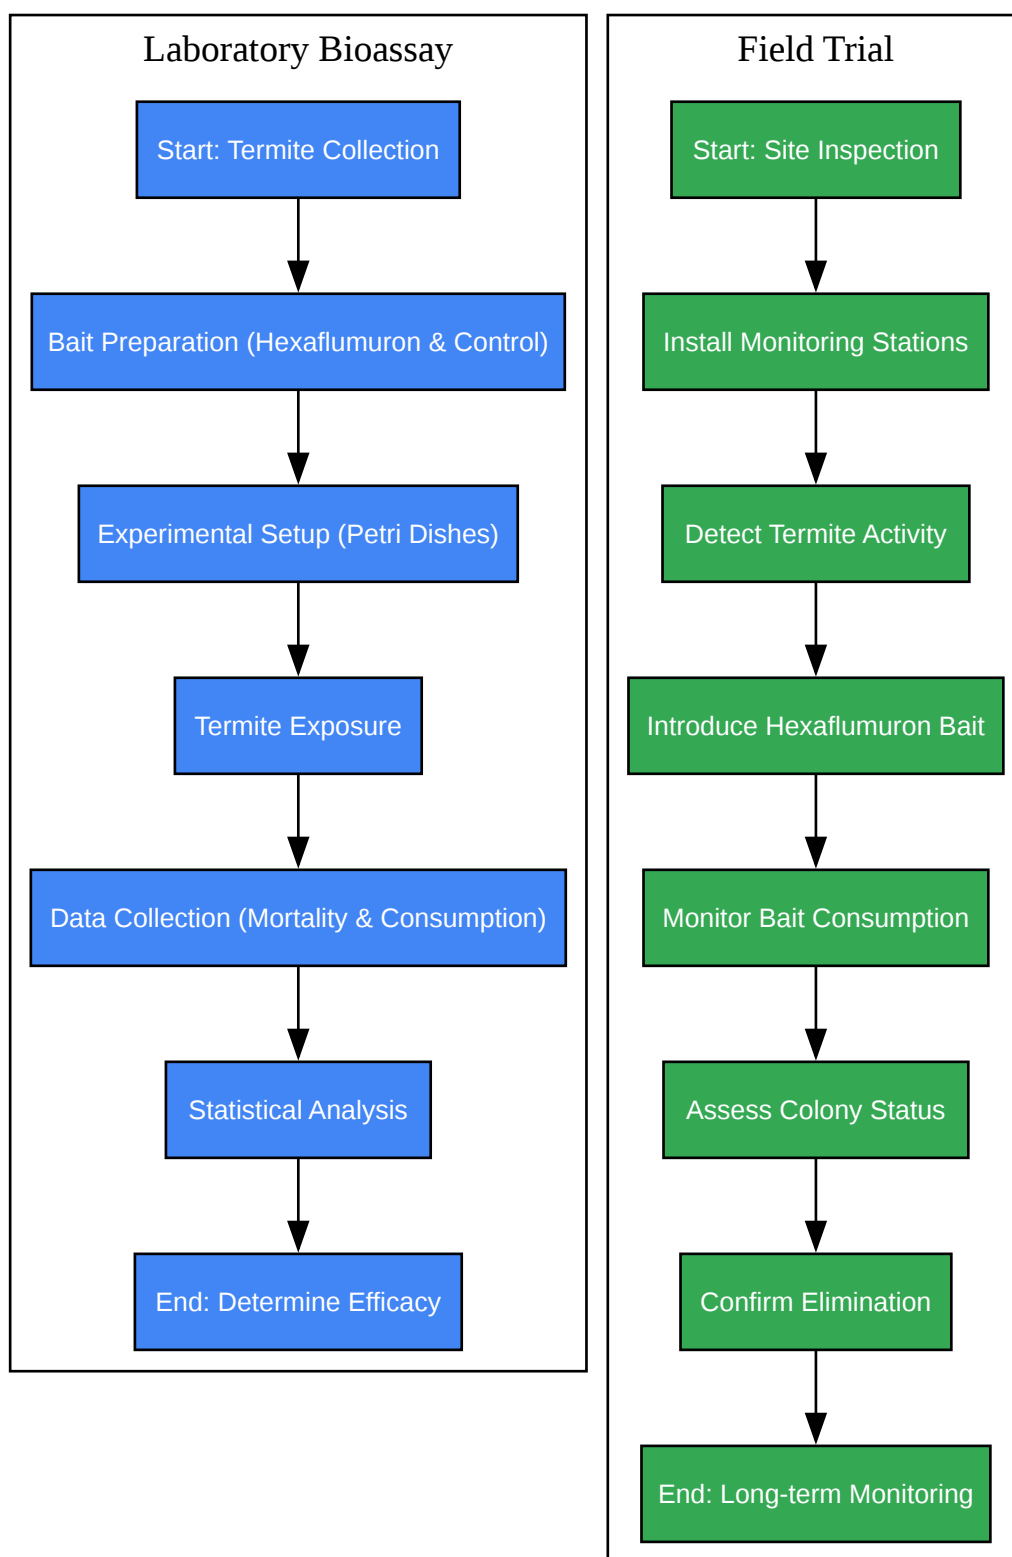 Laboratory Bioassay
Start: Termite Collection
Bait Preparation (Hexaflumuron & Control)
Experimental Setup (Petri Dishes)
Termite Exposure
Data Collection (Mortality & Consumption)
Statistical Analysis
End: Determine Efficacy
Field Trial
Start: Site Inspection
Install Monitoring Stations
Detect Termite Activity
Introduce Hexaflumuron Bait
Monitor Bait Consumption
Assess Colony Status
Confirm Elimination
End: Long-term Monitoring